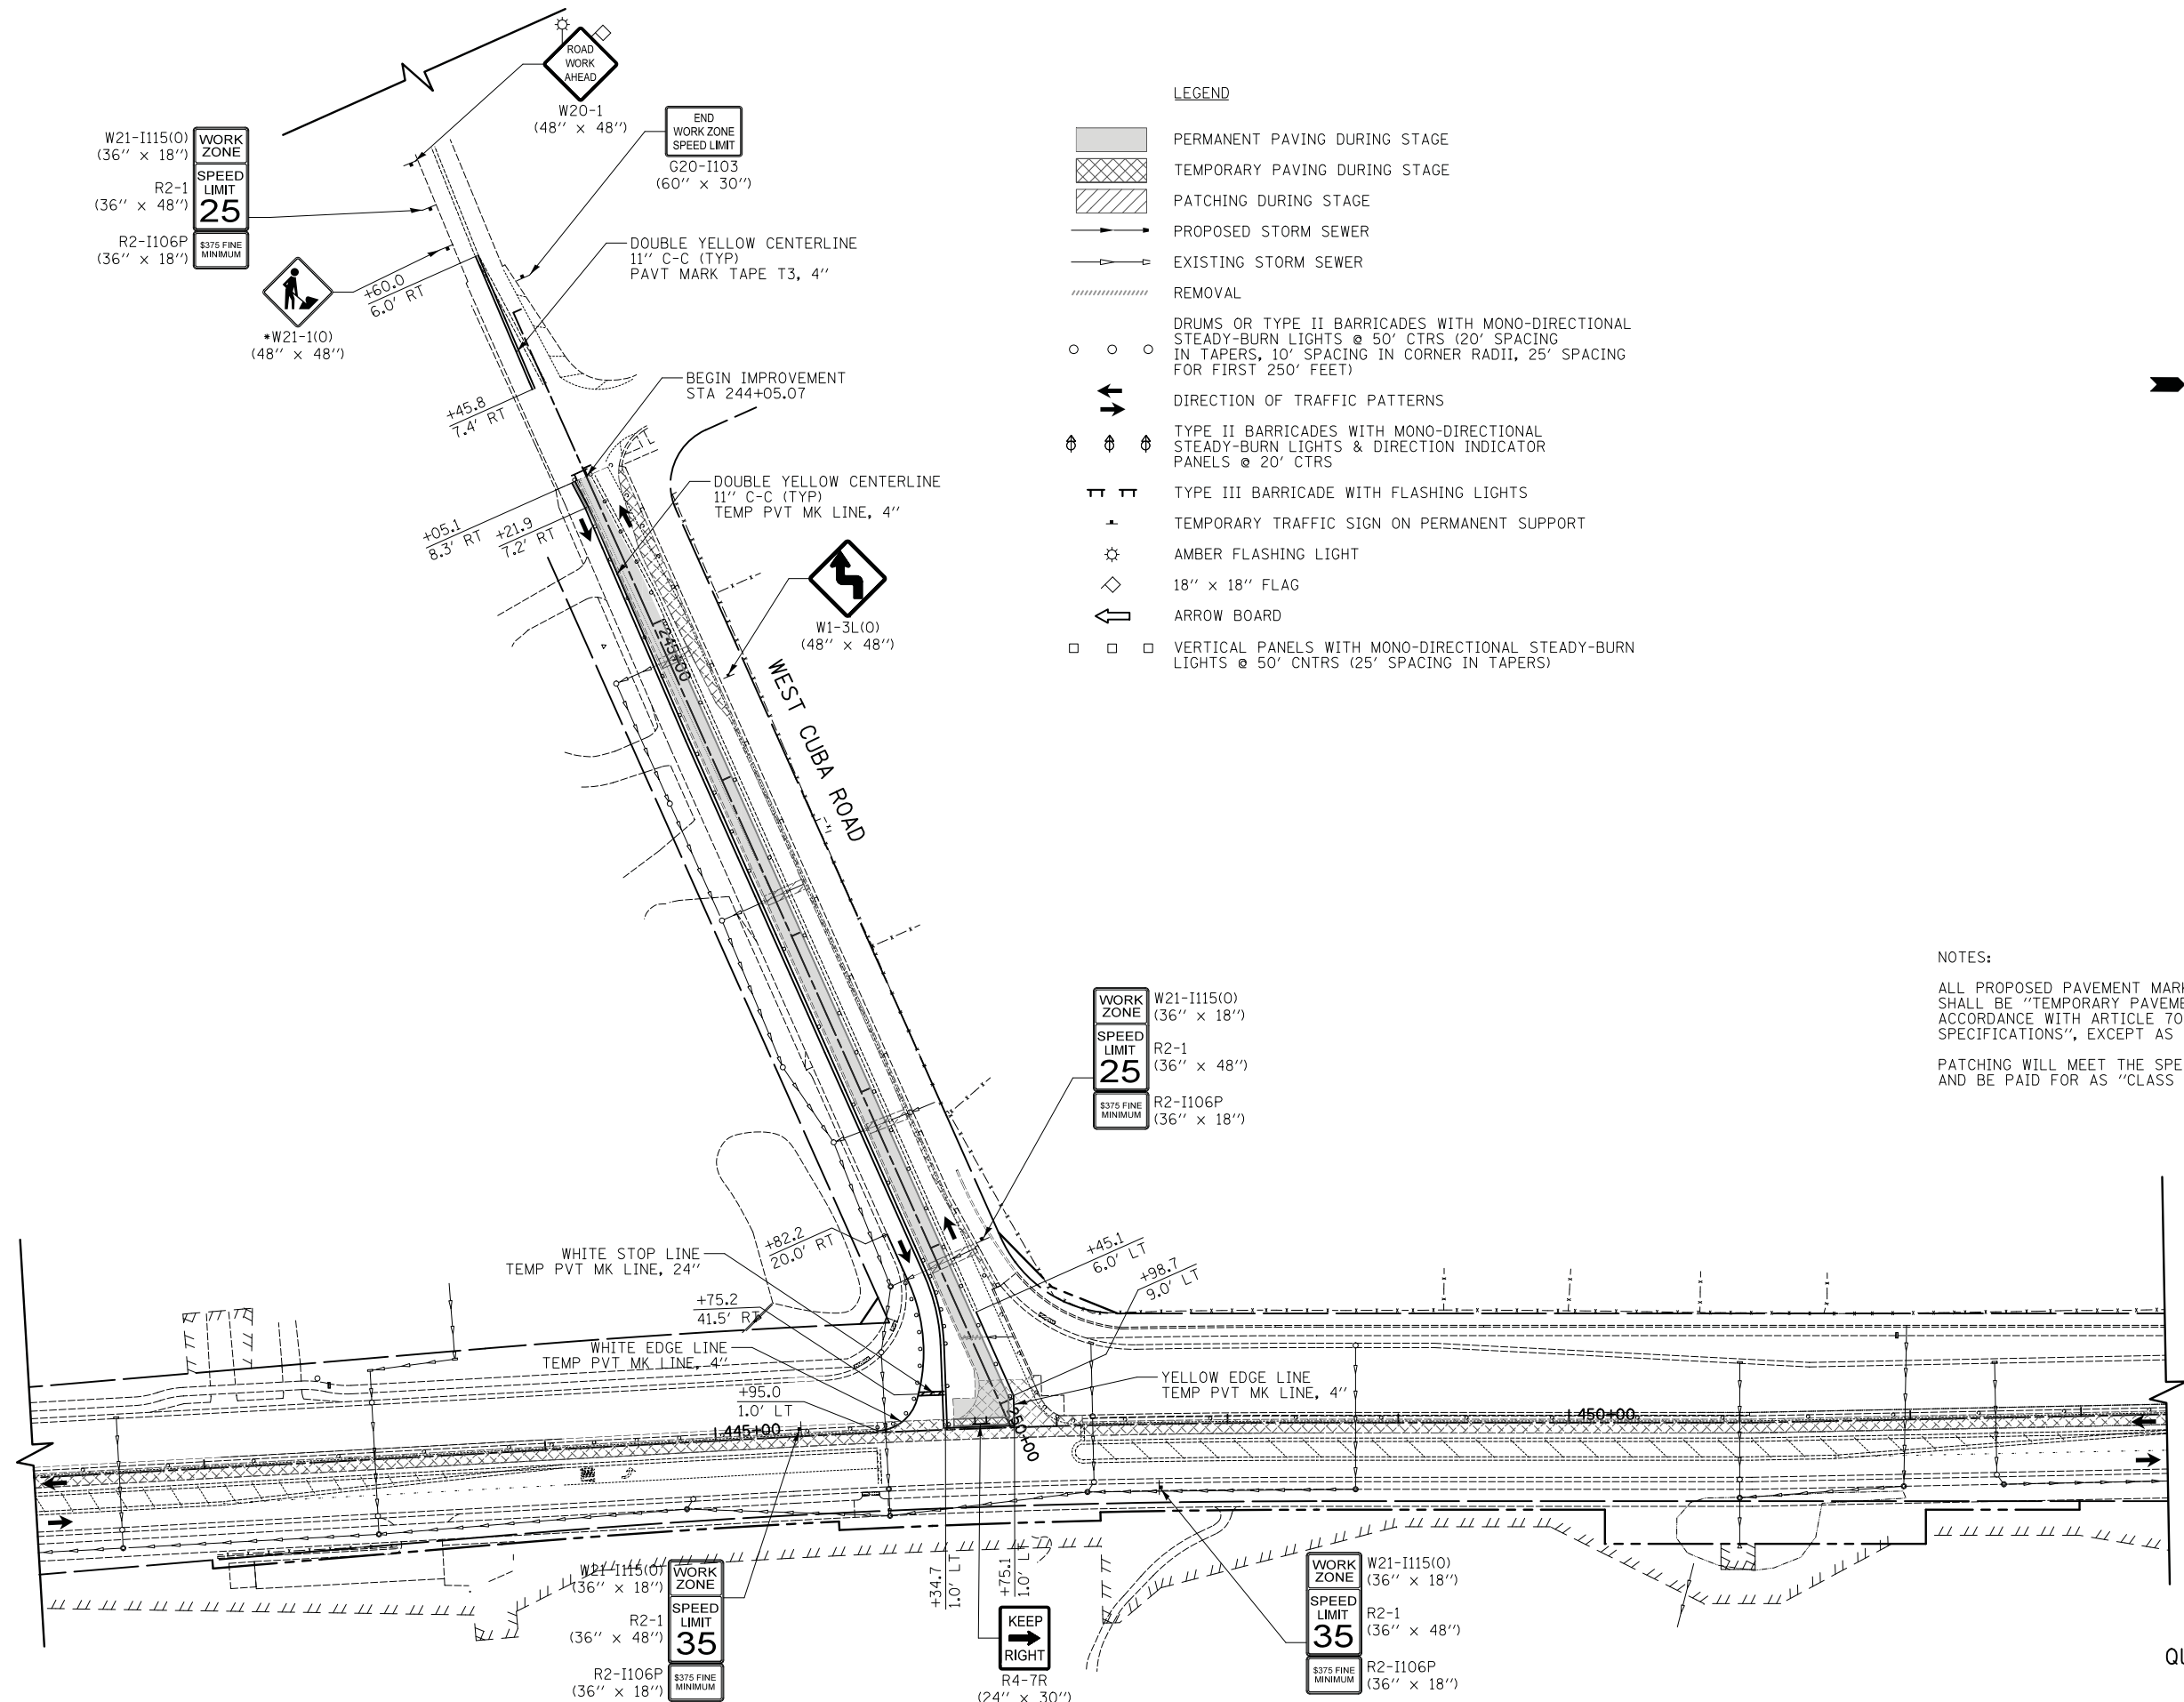 ROAD
WORK
AHEAD
W20-1
(48" x 48")
END
WORK ZONE
SPEED LIMIT
G20-I103
(60" x 30")
W21-I115(O)
(36" x 18")
WORK
ZONE
R2-1
(36" x 48")
SPEED
LIMIT
25
R2-I106P
(36" x 18")
$375 FINE
MINIMUM
*W21-1(O)
(48" x 48")
+60.0
6.0' RT
DOUBLE YELLOW CENTERLINE
11" C-C (TYP)
PAVT MARK TAPE T3, 4"
+45.8
7.4' RT
BEGIN IMPROVEMENT
STA 244+05.07
DOUBLE YELLOW CENTERLINE
11" C-C (TYP)
TEMP PVT MK LINE, 4"
+05.1
8.3' RT
+21.9
7.2' RT
W1-3L(O)
(48" x 48")
245+00
WEST CUBA ROAD
LEGEND
PERMANENT PAVING DURING STAGE
TEMPORARY PAVING DURING STAGE
PATCHING DURING STAGE
PROPOSED STORM SEWER
EXISTING STORM SEWER
REMOVAL
DRUMS OR TYPE II BARRICADES WITH MONO-DIRECTIONAL
STEADY-BURN LIGHTS @ 50' CTRS (20' SPACING
IN TAPERS, 10' SPACING IN CORNER RADII, 25' SPACING
FOR FIRST 250' FEET)
DIRECTION OF TRAFFIC PATTERNS
TYPE II BARRICADES WITH MONO-DIRECTIONAL
STEADY-BURN LIGHTS & DIRECTION INDICATOR
PANELS @ 20' CTRS
TYPE III BARRICADE WITH FLASHING LIGHTS
TEMPORARY TRAFFIC SIGN ON PERMANENT SUPPORT
AMBER FLASHING LIGHT
18" x 18" FLAG
ARROW BOARD
VERTICAL PANELS WITH MONO-DIRECTIONAL STEADY-BURN
LIGHTS @ 50' CNTRS (25' SPACING IN TAPERS)
NOTES:
ALL PROPOSED PAVEMENT MARK
SHALL BE "TEMPORARY PAVEME
ACCORDANCE WITH ARTICLE 70
SPECIFICATIONS", EXCEPT AS
PATCHING WILL MEET THE SPE
AND BE PAID FOR AS "CLASS
WORK
ZONE
W21-I115(O)
(36" x 18")
SPEED
LIMIT
25
R2-1
(36" x 48")
$375 FINE
MINIMUM
R2-I106P
(36" x 18")
WHITE STOP LINE
TEMP PVT MK LINE, 24"
+82.2
20.0' RT
+45.1
6.0' LT
+98.7
9.0' LT
+75.2
41.5' RT
WHITE EDGE LINE
TEMP PVT MK LINE, 4"
YELLOW EDGE LINE
TEMP PVT MK LINE, 4"
+95.0
1.0' LT
445+00
250+00
450+00
+34.7
1.0' LT
+75.1
1.0' LT
W21-I115(O)
(36" x 18")
WORK
ZONE
R2-1
(36" x 48")
SPEED
LIMIT
35
R2-I106P
(36" x 18")
$375 FINE
MINIMUM
KEEP
RIGHT
R4-7R
(24" x 30")
WORK
ZONE
W21-I115(O)
(36" x 18")
SPEED
LIMIT
35
R2-1
(36" x 48")
$375 FINE
MINIMUM
R2-I106P
(36" x 18")